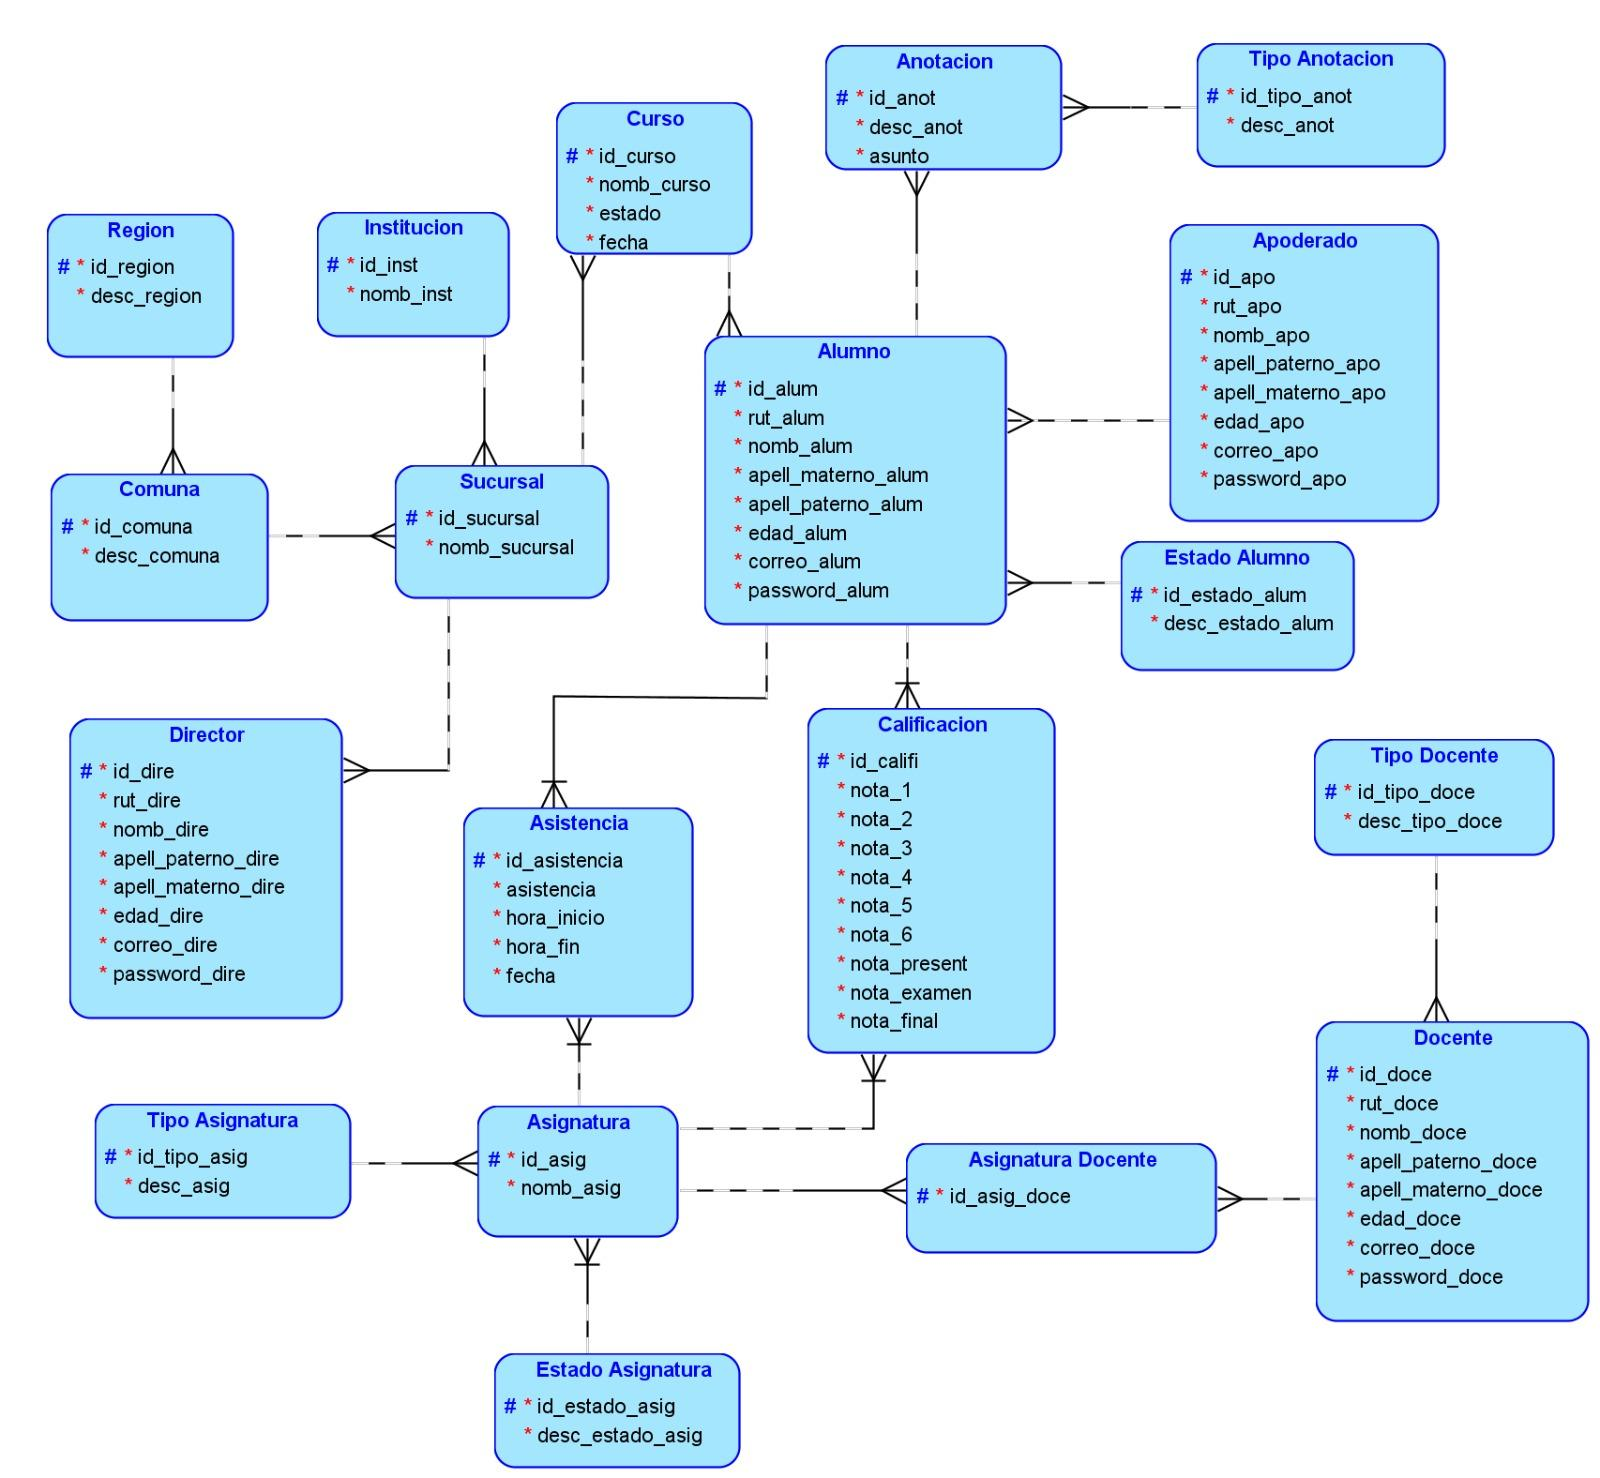 Anotacion
# * id_anot
* desc_anot
* asunto
Tipo Anotacion
# * id_tipo_anot
* desc_anot
Curso
# * id_curso
* nomb_curso
* estado
* fecha
Region
# * id_region
* desc_region
Institucion
# * id_inst
* nomb_inst
Apoderado
# * id_apo
* rut_apo
* nomb_apo
* apell_paterno_apo
* apell_materno_apo
* edad_apo
* correo_apo
* password_apo
Alumno
# * id_alum
* rut_alum
* nomb_alum
* apell_materno_alum
* apell_paterno_alum
* edad_alum
* correo_alum
* password_alum
Comuna
# * id_comuna
* desc_comuna
Sucursal
# * id_sucursal
* nomb_sucursal
Estado Alumno
# * id_estado_alum
* desc_estado_alum
Director
# * id_dire
* rut_dire
* nomb_dire
* apell_paterno_dire
* apell_materno_dire
* edad_dire
* correo_dire
* password_dire
Asistencia
# * id_asistencia
* asistencia
* hora_inicio
* hora_fin
* fecha
Calificacion
# * id_califi
* nota_1
* nota_2
* nota_3
* nota_4
* nota_5
* nota_6
* nota_present
* nota_examen
* nota_final
Tipo Docente
# * id_tipo_doce
* desc_tipo_doce
Docente
# * id_doce
* rut_doce
* nomb_doce
* apell_paterno_doce
* apell_materno_doce
* edad_doce
* correo_doce
* password_doce
Tipo Asignatura
# * id_tipo_asig
* desc_asig
Asignatura
# * id_asig
* nomb_asig
Asignatura Docente
# * id_asig_doce
Estado Asignatura
# * id_estado_asig
* desc_estado_asig